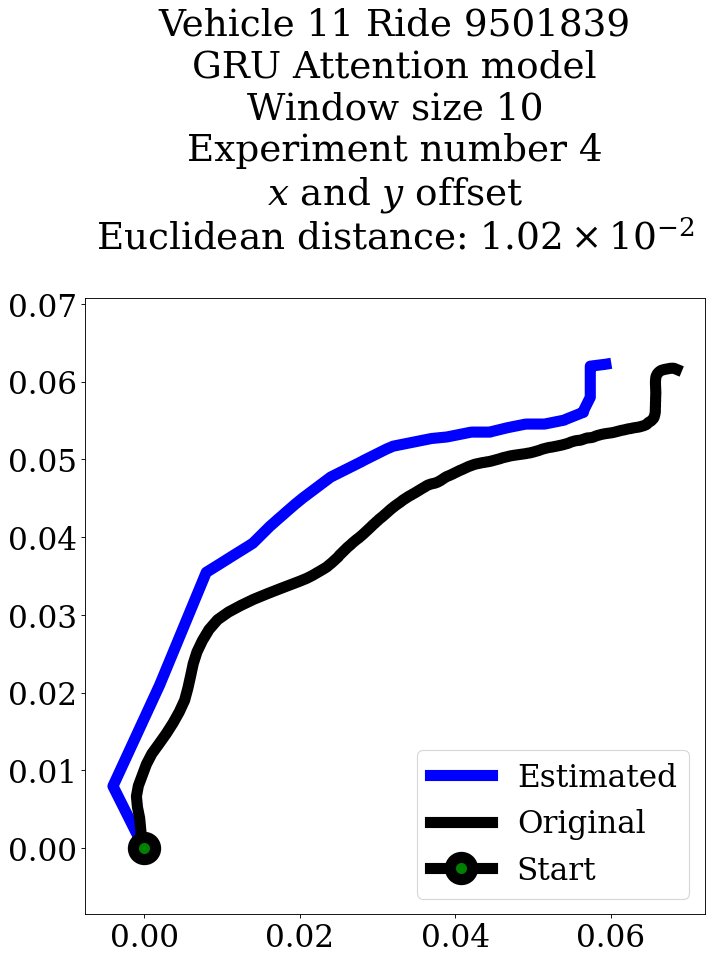 Vehicle 11 Ride 9501839
GRU Attention model
Window size 10
Experiment number 4
x and y offset
Euclidean distance: 1.02 × 10⁻²
0.07
0.06
0.05
0.04
0.03
0.02
0.01
0.00
Estimated
Original
Start
0.00 0.02 0.04 0.06